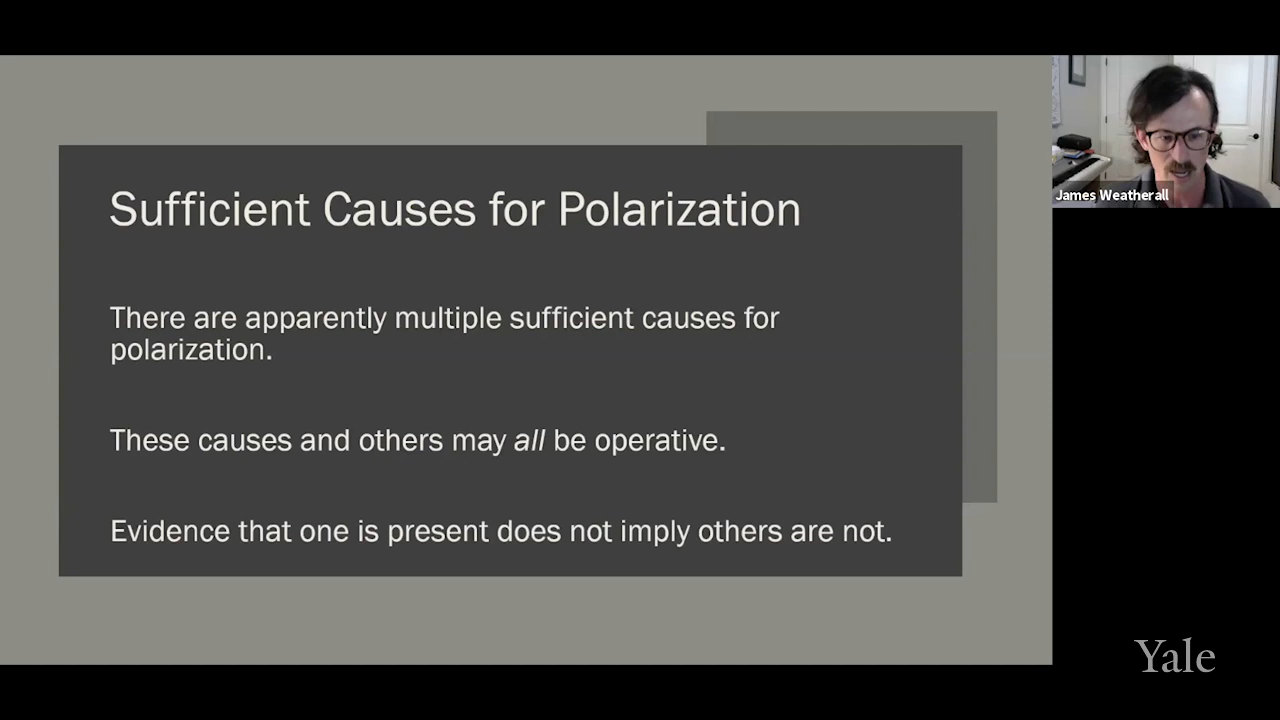 Sufficient Causes for Polarization
There are apparently multiple sufficient causes for
polarization.
These causes and others may all be operative.
Evidence that one is present does not imply others are not.
James Weatherall
Yale